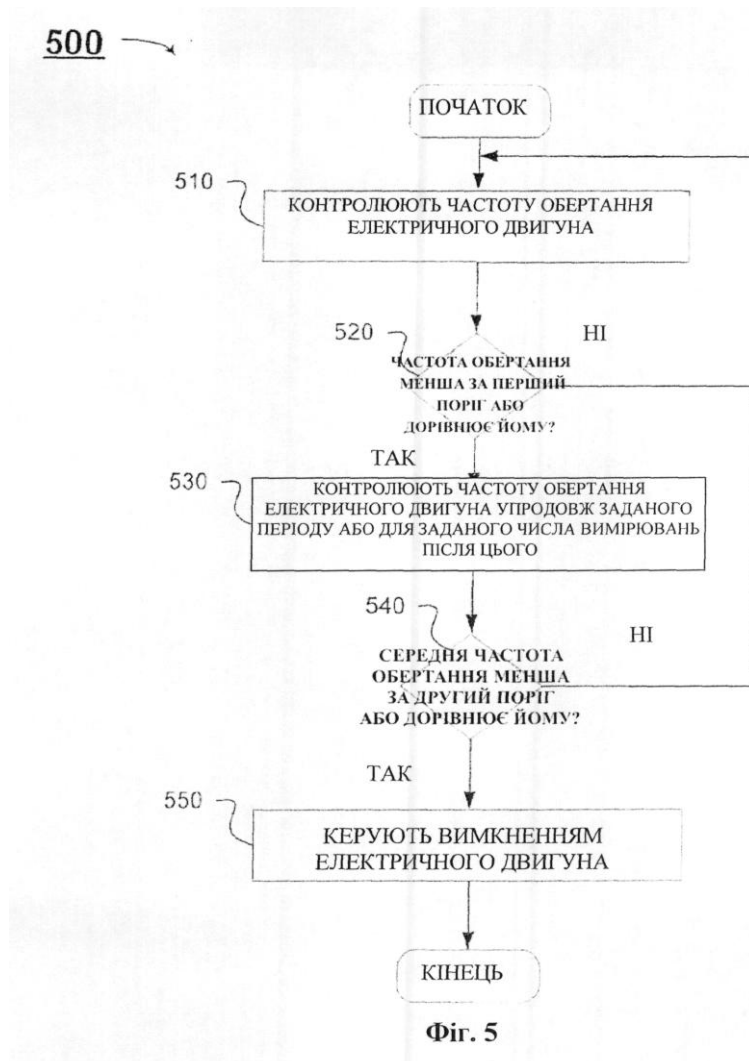 500
ПОЧАТОК
510
КОНТРОЛЮЮТЬ ЧАСТОТУ ОБЕРТАННЯ
ЕЛЕКТРИЧНОГО ДВИГУНА
520
НІ
ЧАСТОТА ОБЕРТАННЯ
МЕНША ЗА ПЕРШИЙ
ПОРІГ АБО
ДОРІВНЮЄ ЙОМУ?
ТАК
530
КОНТРОЛЮЮТЬ ЧАСТОТУ ОБЕРТАННЯ
ЕЛЕКТРИЧНОГО ДВИГУНА УПРОДОВЖ ЗАДАНОГО
ПЕРІОДУ АБО ДЛЯ ЗАДАНОГО ЧИСЛА ВИМІРЮВАНЬ
ПІСЛЯ ЦЬОГО
540
НІ
СЕРЕДНЯ ЧАСТОТА
ОБЕРТАННЯ МЕНША
ЗА ДРУГИЙ ПОРІГ
АБО ДОРІВНЮЄ ЙОМУ?
ТАК
550
КЕРУЮТЬ ВИМКНЕННЯМ
ЕЛЕКТРИЧНОГО ДВИГУНА
КІНЕЦЬ
Фіг. 5